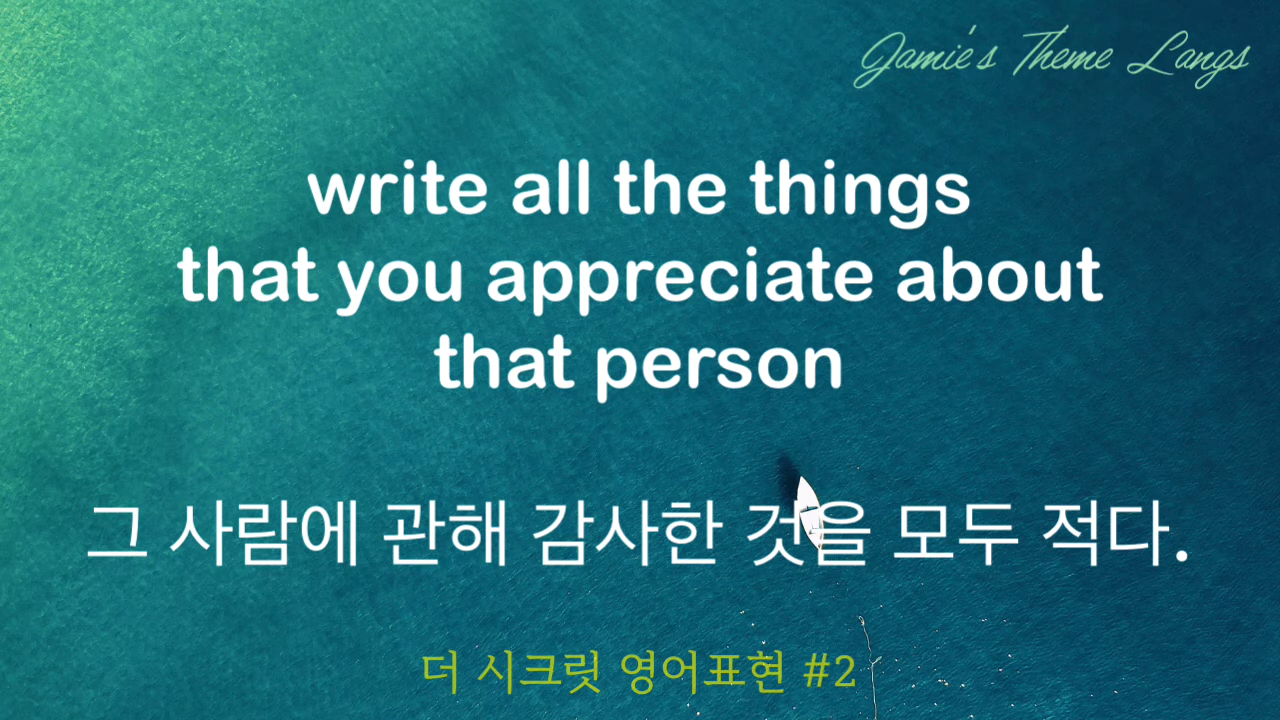 Jamie's Theme Langs
write all the things
that you appreciate about
that person
그 사람에 관해 감사한 것을 모두 적다.
더 시크릿 영어표현 #2